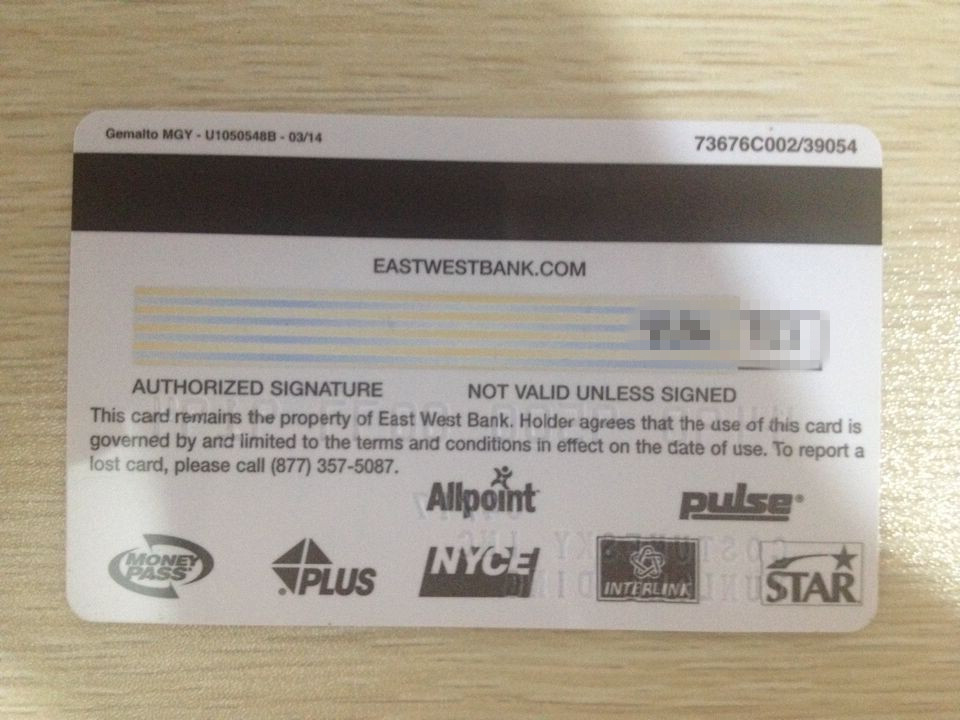 Gemalto MGY - U1050548B - 03/14
73676C002/39054
EASTWESTBANK.COM
AUTHORIZED SIGNATURE
NOT VALID UNLESS SIGNED
This card remains the property of East West Bank. Holder agrees that the use of this card is
governed by and limited to the terms and conditions in effect on the date of use. To report a
lost card, please call (877) 357-5087.
Allpoint
pulse®
MONEY
PASS
PLUS
NYCE
INTERLINK
STAR